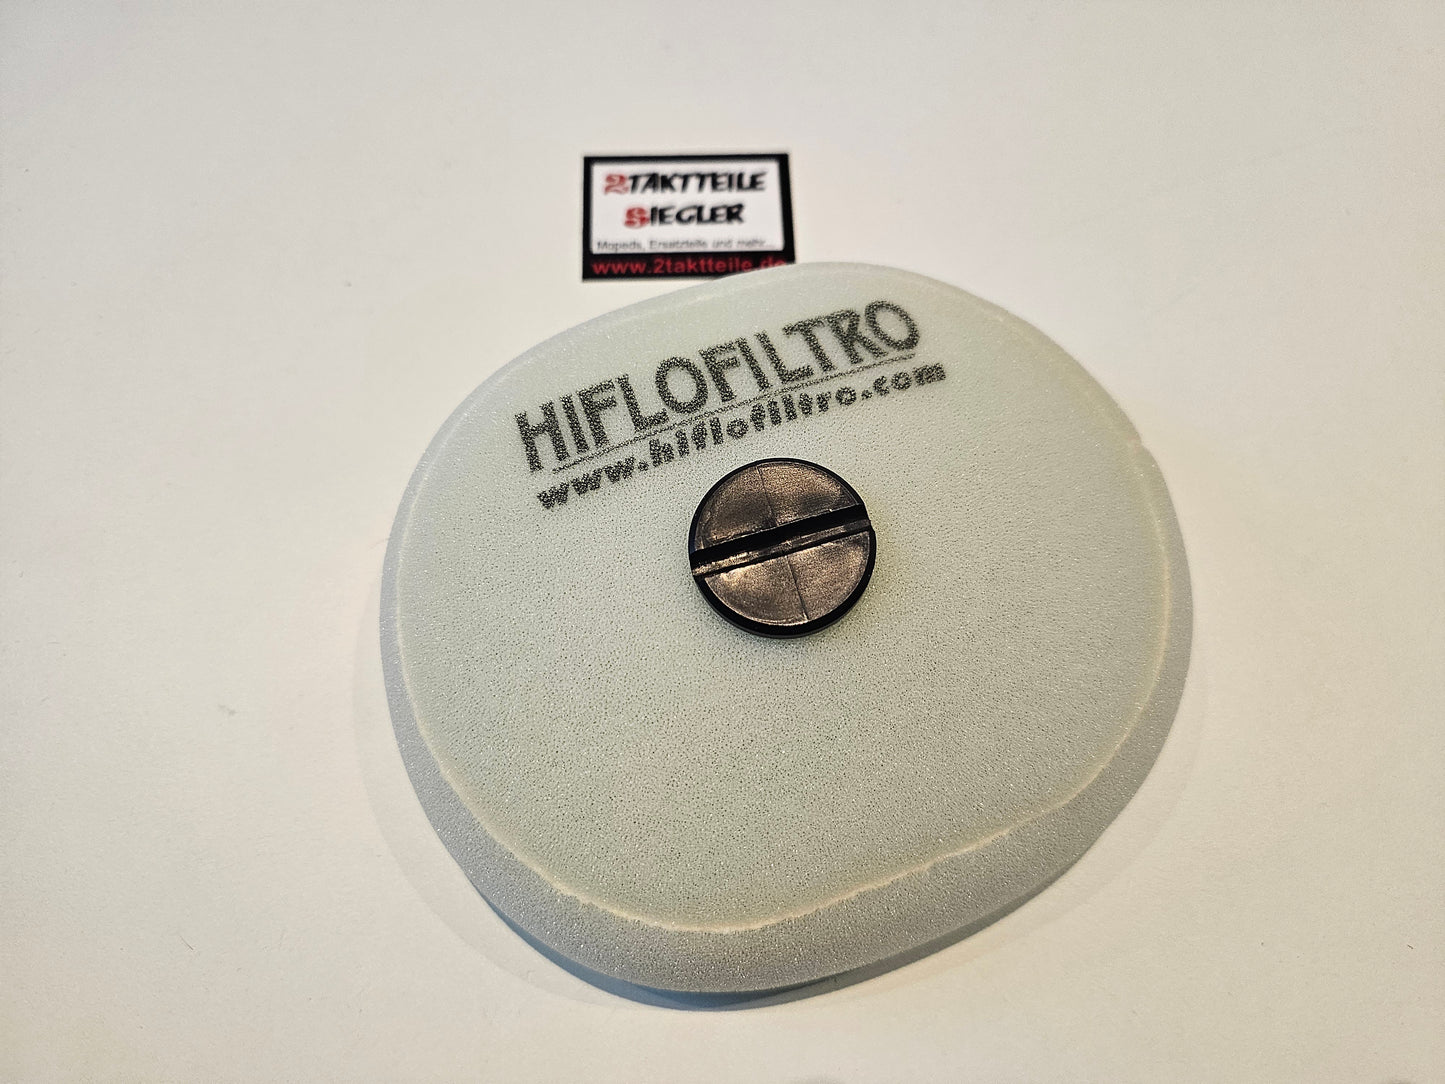 2TAKTTEILE
SIEGLER
Mopeds, Ersatzteile und mehr...
www.2taktteile.de
HIFLOFILTRO
www.hiflofiltro.com